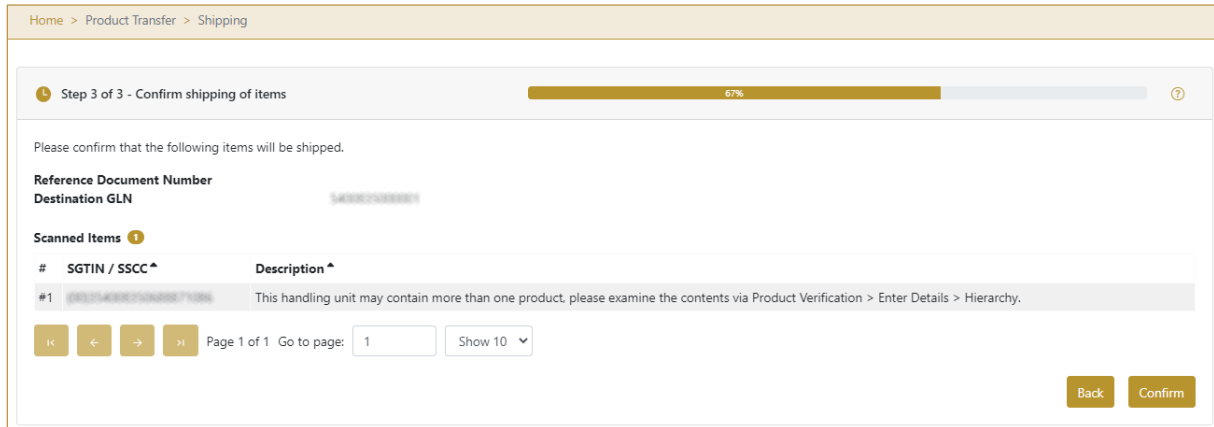 Home > Product Transfer > Shipping
Step 3 of 3 - Confirm shipping of items
67%
Please confirm that the following items will be shipped.
Reference Document Number
Destination GLN
Scanned Items 1
# SGTIN / SSCC Description
#1 This handling unit may contain more than one product, please examine the contents via Product Verification > Enter Details > Hierarchy.
Page 1 of 1 Go to page: 1 Show 10
Back Confirm